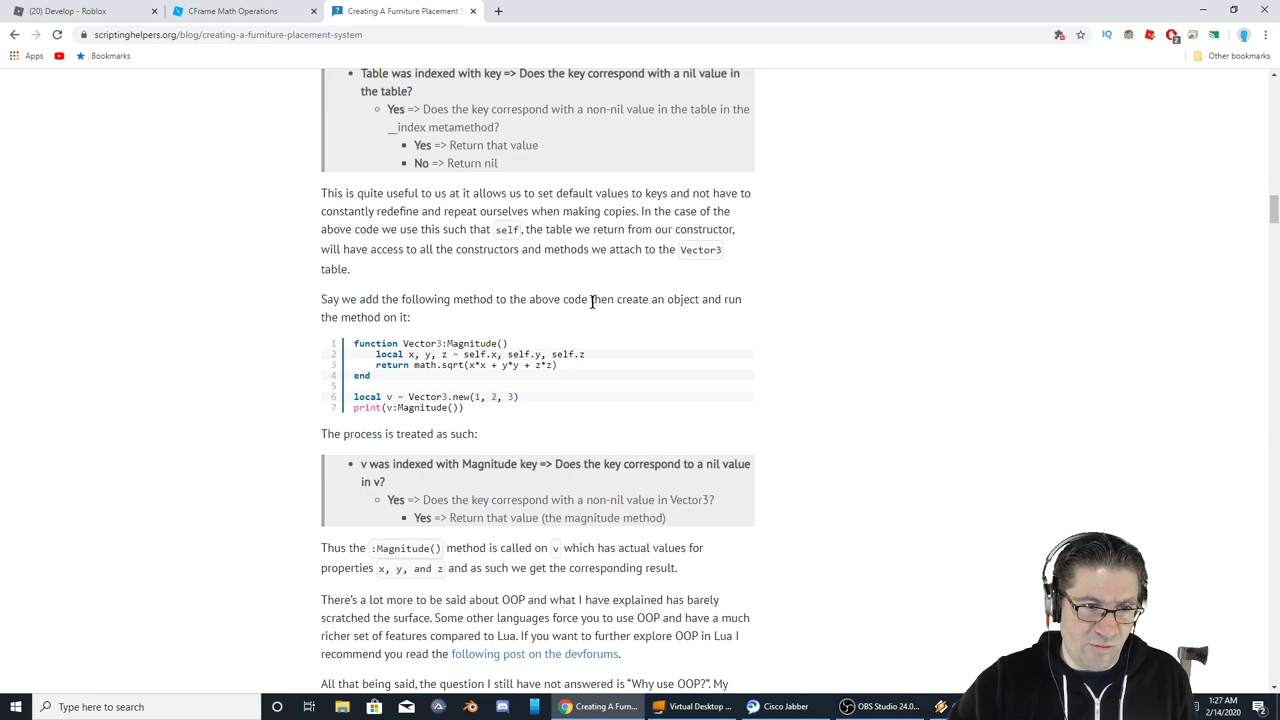 (20) Develop - Roblox
CFrame Math Operations
Creating A Furniture Placement S
scriptinghelpers.org/blog/creating-a-furniture-placement-system
Apps
Bookmarks
Other bookmarks
Table was indexed with key => Does the key correspond with a nil value in
the table?
Yes => Does the key correspond with a non-nil value in the table in the
__index metamethod?
Yes => Return that value
No => Return nil
This is quite useful to us at it allows us to set default values to keys and not have to
constantly redefine and repeat ourselves when making copies. In the case of the
above code we use this such that self, the table we return from our constructor,
will have access to all the constructors and methods we attach to the Vector3
table.
Say we add the following method to the above code then create an object and run
the method on it:
1 function Vector3:Magnitude()
2 local x, y, z = self.x, self.y, self.z
3 return math.sqrt(x*x + y*y + z*z)
4 end
5
6 local v = Vector3.new(1, 2, 3)
7 print(v:Magnitude())
The process is treated as such:
v was indexed with Magnitude key => Does the key correspond to a nil value
in v?
Yes => Does the key correspond with a non-nil value in Vector3?
Yes => Return that value (the magnitude method)
Thus the :Magnitude() method is called on v which has actual values for
properties x, y, and z and as such we get the corresponding result.
There's a lot more to be said about OOP and what I have explained has barely
scratched the surface. Some other languages force you to use OOP and have a much
richer set of features compared to Lua. If you want to further explore OOP in Lua I
recommend you read the following post on the devforums.
All that being said, the question I still have not answered is "Why use OOP?". My
Type here to search
Creating A Furn...
Virtual Desktop ...
Cisco Jabber
OBS Studio 24.0...
1:27 AM
2/14/2020